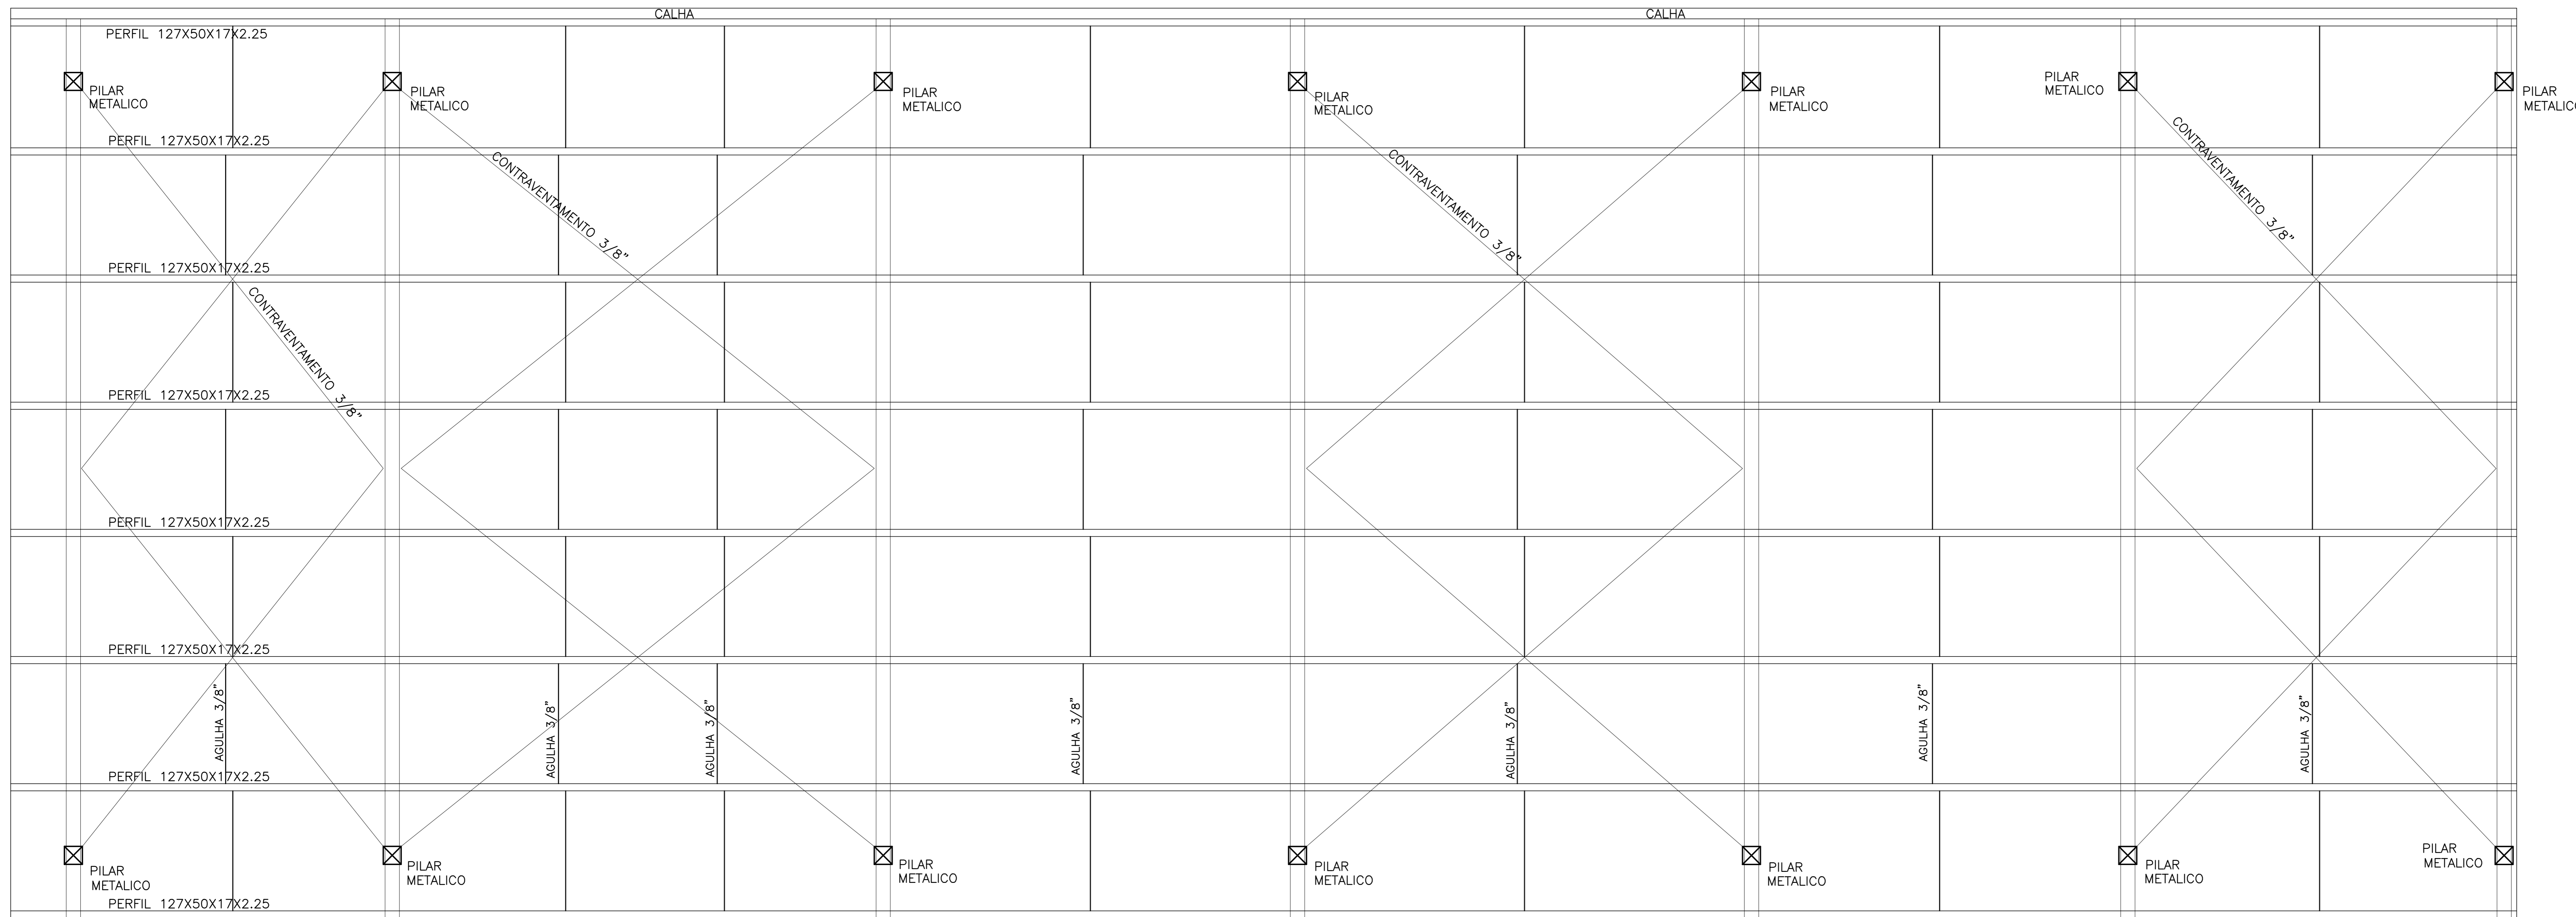 CALHA
CALHA
PERFIL 127X50X17X2.25
PILAR
METALICO
PILAR
METALICO
PILAR
METALICO
PILAR
METALICO
PILAR
METALICO
PILAR
METALICO
PILAR
METALICO
PERFIL 127X50X17X2.25
CONTRAVENTAMENTO 3/8"
CONTRAVENTAMENTO 3/8"
CONTRAVENTAMENTO 3/8"
PERFIL 127X50X17X2.25
CONTRAVENTAMENTO 3/8"
PERFIL 127X50X17X2.25
PERFIL 127X50X17X2.25
PERFIL 127X50X17X2.25
AGULHA 3/8"
AGULHA 3/8"
AGULHA 3/8"
AGULHA 3/8"
AGULHA 3/8"
AGULHA 3/8"
AGULHA 3/8"
PERFIL 127X50X17X2.25
PILAR
METALICO
PILAR
METALICO
PILAR
METALICO
PILAR
METALICO
PILAR
METALICO
PILAR
METALICO
PILAR
METALICO
PERFIL 127X50X17X2.25